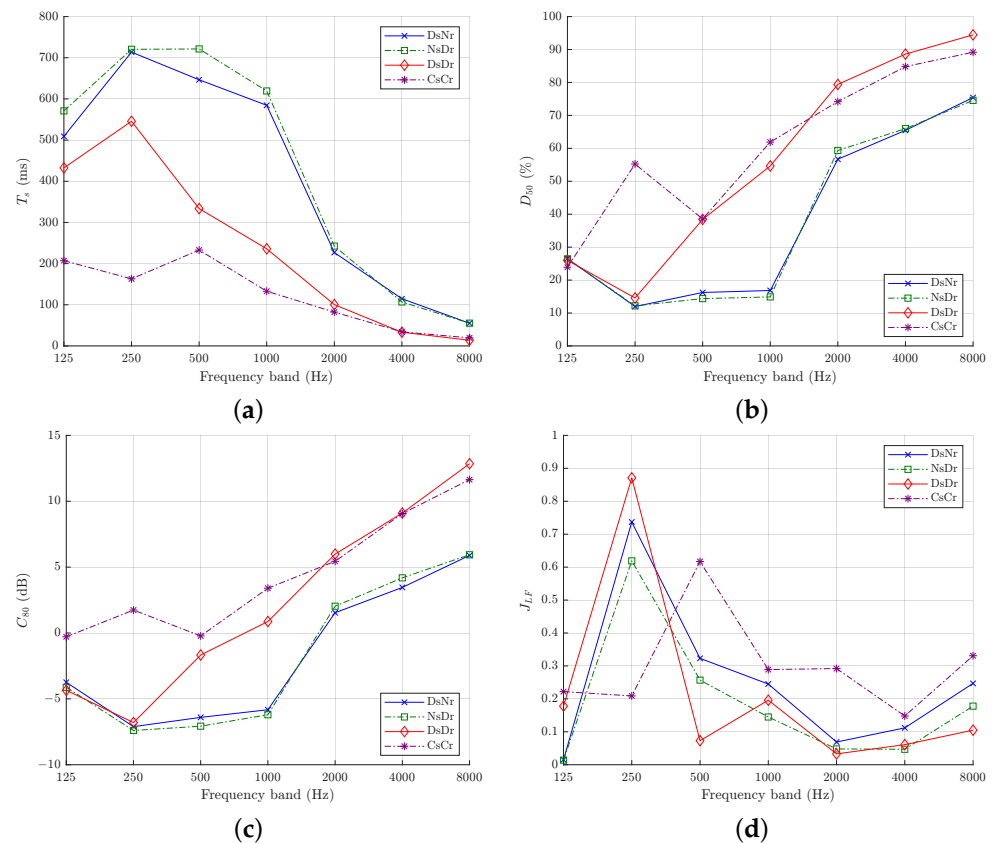 800
700
600
500
400
300
200
100
0
T_s (ms)
125 250 500 1000 2000 4000 8000
Frequency band (Hz)
DsNr
NsDr
DsDr
CsCr
(a)
100
90
80
70
60
50
40
30
20
10
0
D_50 (%)
125 250 500 1000 2000 4000 8000
Frequency band (Hz)
DsNr
NsDr
DsDr
CsCr
(b)
15
10
5
0
−5
−10
C_80 (dB)
125 250 500 1000 2000 4000 8000
Frequency band (Hz)
DsNr
NsDr
DsDr
CsCr
(c)
1
0.9
0.8
0.7
0.6
0.5
0.4
0.3
0.2
0.1
0
J_LF
125 250 500 1000 2000 4000 8000
Frequency band (Hz)
DsNr
NsDr
DsDr
CsCr
(d)